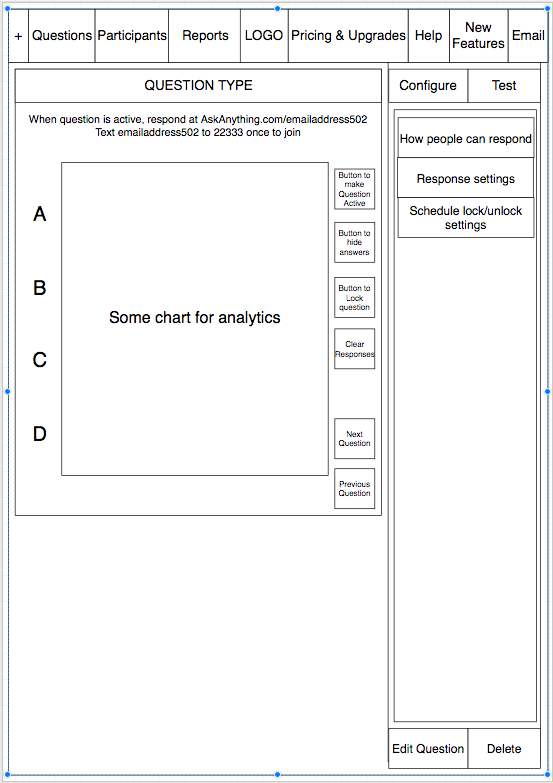 +
Questions
Participants
Reports
LOGO
Pricing & Upgrades
Help
New
Features
Email
QUESTION TYPE
When question is active, respond at AskAnything.com/emailaddress502
Text emailaddress502 to 22333 once to join
A
B
C
D
Some chart for analytics
Button to
make
Question
Active
Button to
hide
answers
Button to
Lock
question
Clear
Responses
Next
Question
Previous
Question
Configure
Test
How people can respond
Response settings
Schedule lock/unlock
settings
Edit Question
Delete